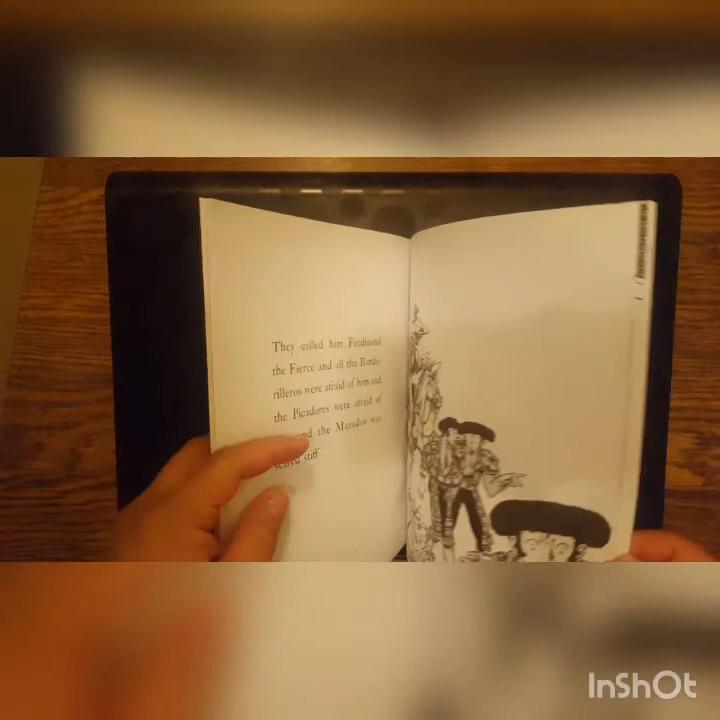 They called him Ferdinand
the Fierce and all the Bande-
rilleros were afraid of him and
the Picadores were afraid of
and the Matador was
scared stiff
InShOt